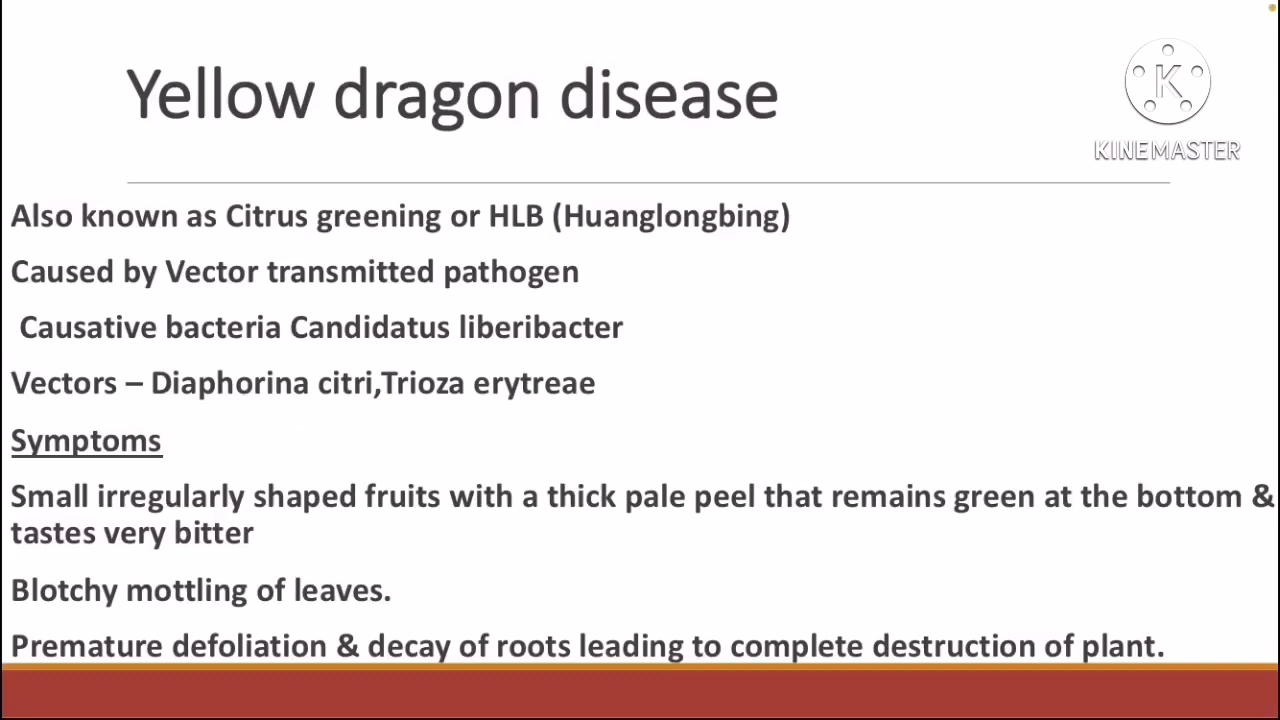 Yellow dragon disease
K
KINEMASTER
Also known as Citrus greening or HLB (Huanglongbing)
Caused by Vector transmitted pathogen
Causative bacteria Candidatus liberibacter
Vectors – Diaphorina citri,Trioza erytreae
Symptoms
Small irregularly shaped fruits with a thick pale peel that remains green at the bottom &
tastes very bitter
Blotchy mottling of leaves.
Premature defoliation & decay of roots leading to complete destruction of plant.